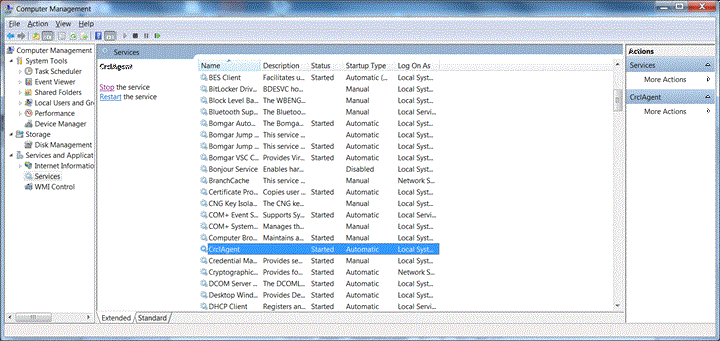 Computer Management
File Action View Help
Computer Management
System Tools
Task Scheduler
Event Viewer
Shared Folders
Local Users and Gr
Performance
Device Manager
Storage
Disk Management
Services and Applicat
Internet Informatio
Services
WMI Control
Services
CrclAgent
Stop the service
Restart the service
Name Description Status Startup Type Log On As
BES Client Facilitates u... Started Automatic (... Local Syst...
BitLocker Driv... BDESVC ho... Manual Local Syst...
Block Level Ba... The WBENG... Manual Local Syst...
Bluetooth Sup... The Bluetoo... Manual Local Servi...
Bomgar Auto... The Bomga... Started Automatic Local Syst...
Bomgar Jump ... This service ... Started Automatic Local Syst...
Bomgar Jump ... This service ... Started Automatic Local Syst...
Bomgar VSC C... Provides Vir... Started Automatic Local Syst...
Bonjour Service Enables har... Disabled Local Syst...
BranchCache This service ... Manual Network S...
Certificate Pro... Copies user ... Started Automatic Local Syst...
CNG Key Isola... The CNG ke... Manual Local Syst...
COM+ Event S... Supports Sy... Started Automatic Local Servi...
COM+ System... Manages th... Manual Local Syst...
Computer Bro... Maintains a ... Started Manual Local Syst...
CrclAgent Started Automatic Local Syst...
Credential Ma... Provides se... Started Manual Local Syst...
Cryptographic... Provides fo... Started Automatic Network S...
DCOM Server ... The DCOML... Started Automatic Local Syst...
Desktop Wind... Provides De... Started Automatic Local Syst...
DHCP Client Registers an... Started Automatic Local Servi...
Extended Standard
Actions
Services
More Actions
CrclAgent
More Actions